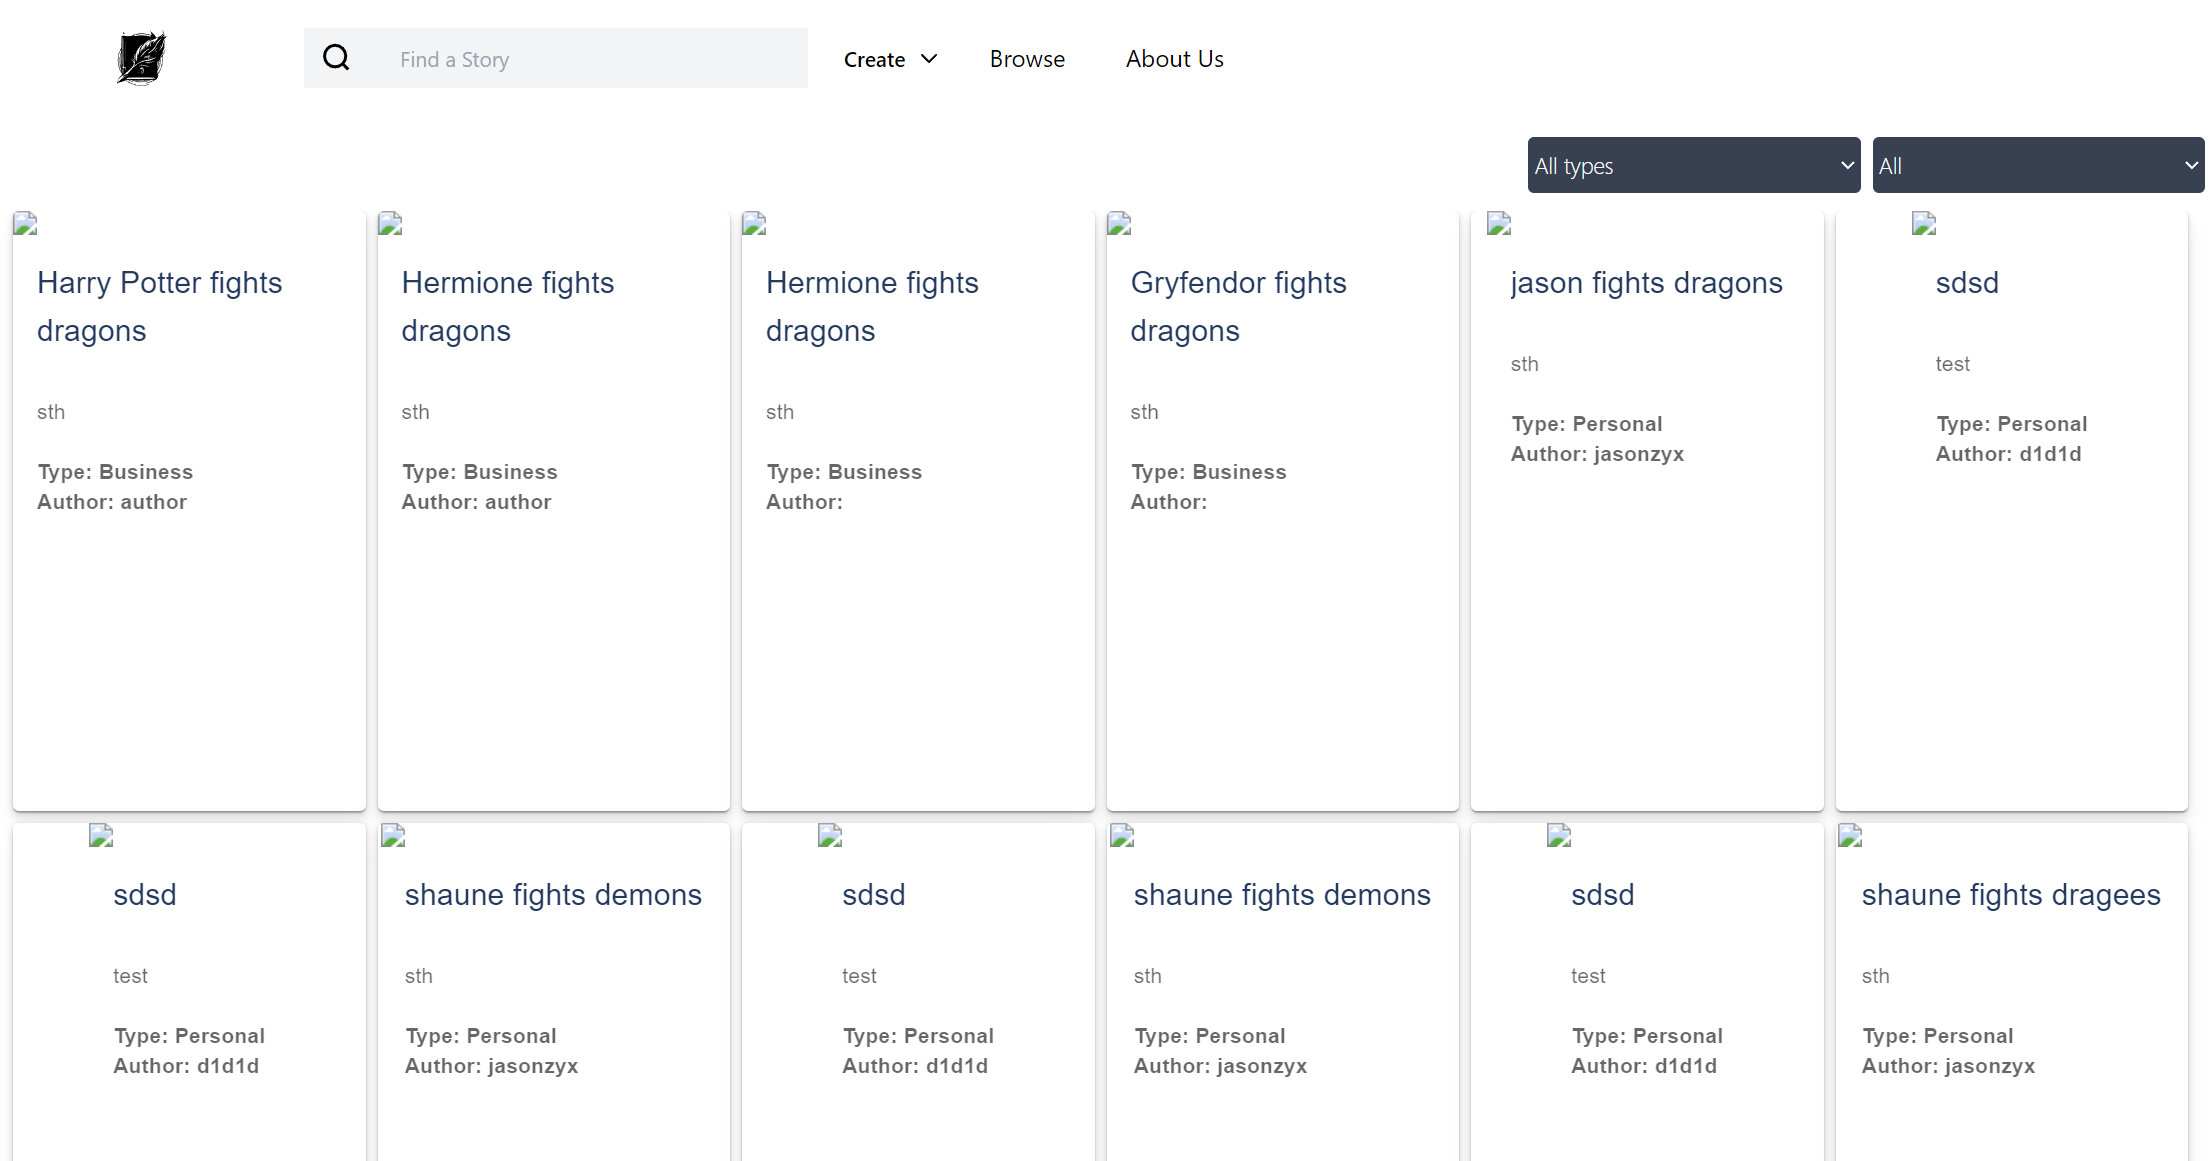 Find a Story
Create
Browse
About Us
All types
All
Harry Potter fights
dragons
sth
Type: Business
Author: author
Hermione fights
dragons
sth
Type: Business
Author: author
Hermione fights
dragons
sth
Type: Business
Author:
Gryfendor fights
dragons
sth
Type: Business
Author:
jason fights dragons
sth
Type: Personal
Author: jasonzyx
sdsd
test
Type: Personal
Author: d1d1d
sdsd
test
Type: Personal
Author: d1d1d
shaune fights demons
sth
Type: Personal
Author: jasonzyx
sdsd
test
Type: Personal
Author: d1d1d
shaune fights demons
sth
Type: Personal
Author: jasonzyx
sdsd
test
Type: Personal
Author: d1d1d
shaune fights dragees
sth
Type: Personal
Author: jasonzyx